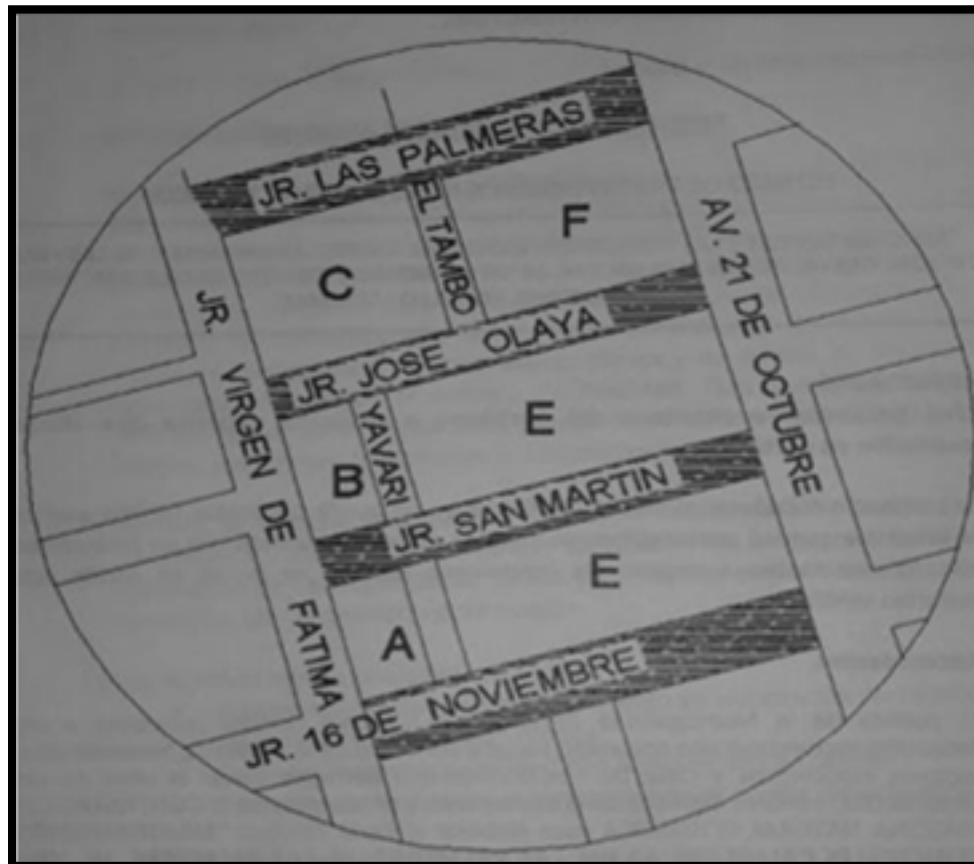 JR. LAS PALMERAS
EL TAMBO
F
C
AV. 21 DE OCTUBRE
JR. VIRGEN DE FATIMA
JR. JOSE OLAYA
E
YAVARI
B
JR. SAN MARTIN
E
A
JR. 16 DE NOVIEMBRE